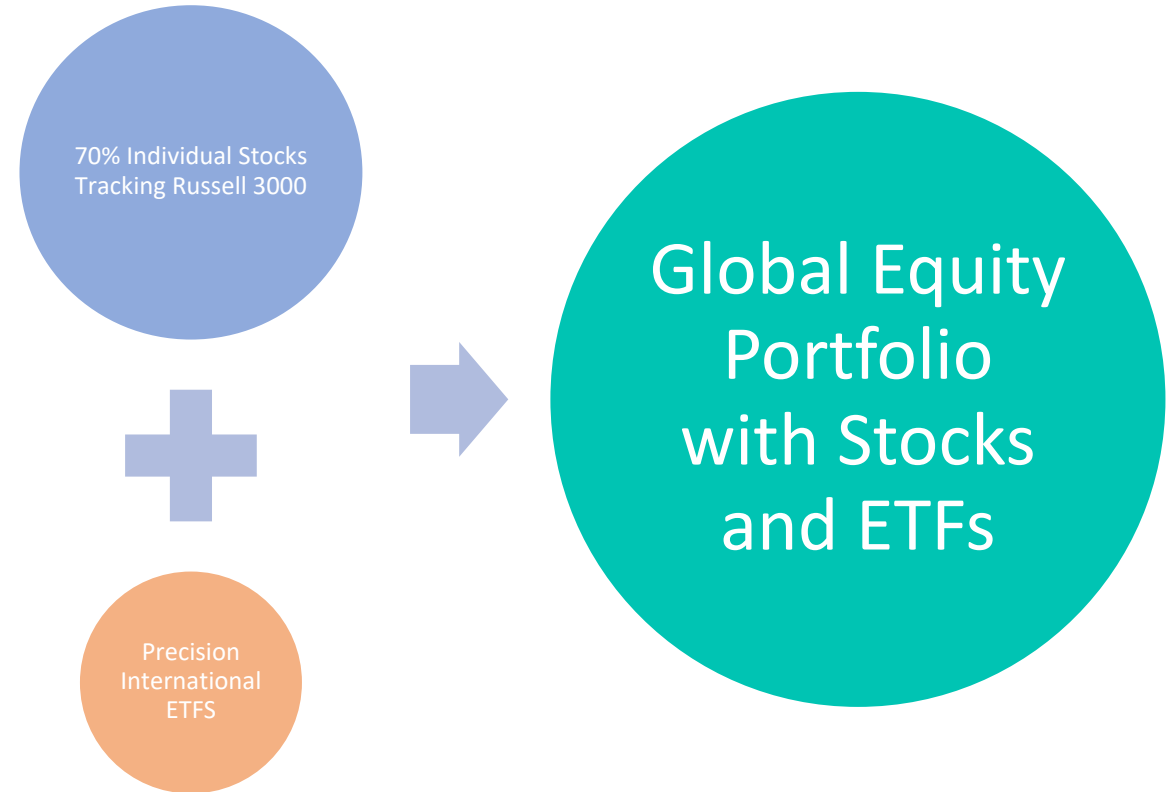 70% Individual Stocks
Tracking Russell 3000
Precision
International
ETFS
Global Equity
Portfolio
with Stocks
and ETFs